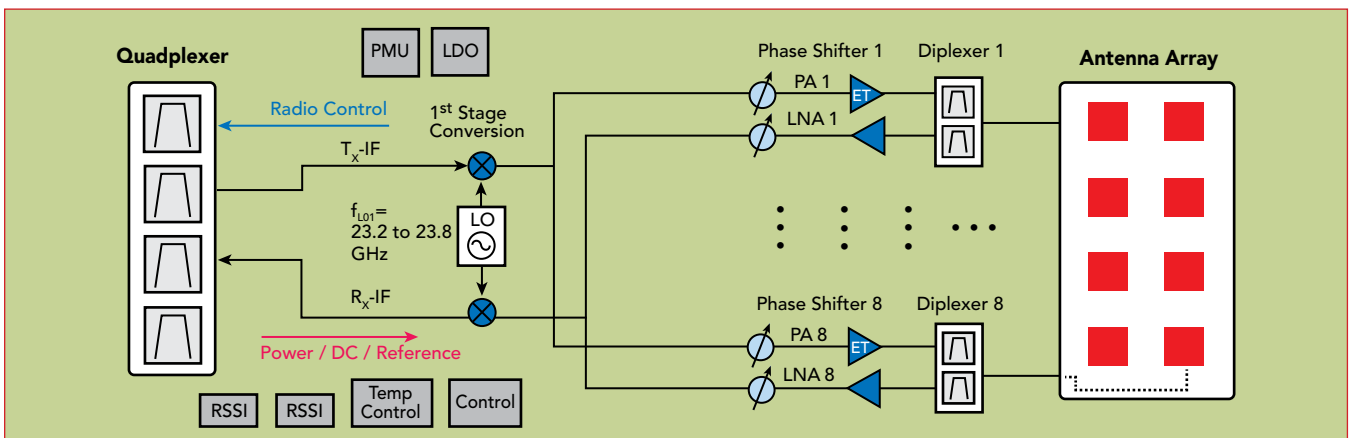 Quadplexer
PMU
LDO
Radio Control
1st Stage
Conversion
Tx-IF
fL01=
23.2 to 23.8
GHz
LO
Rx-IF
Power / DC / Reference
RSSI
RSSI
Temp
Control
Control
Phase Shifter 1
Diplexer 1
PA 1
ET
LNA 1
Phase Shifter 8
Diplexer 8
PA 8
ET
LNA 8
Antenna Array